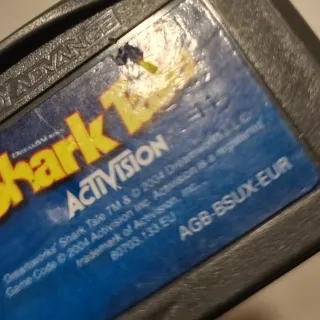 ADVANCE
DREAMWORKS
Shark Tale
ACTIVISION
Dreamworks' Shark Tale TM & © 2004 Dreamworks L.L.C.
Game Code © 2004 Activision, Inc. Activision is a registered
trademark of Activision, Inc.
80703.133.EU
AGB-BSUX-EUR